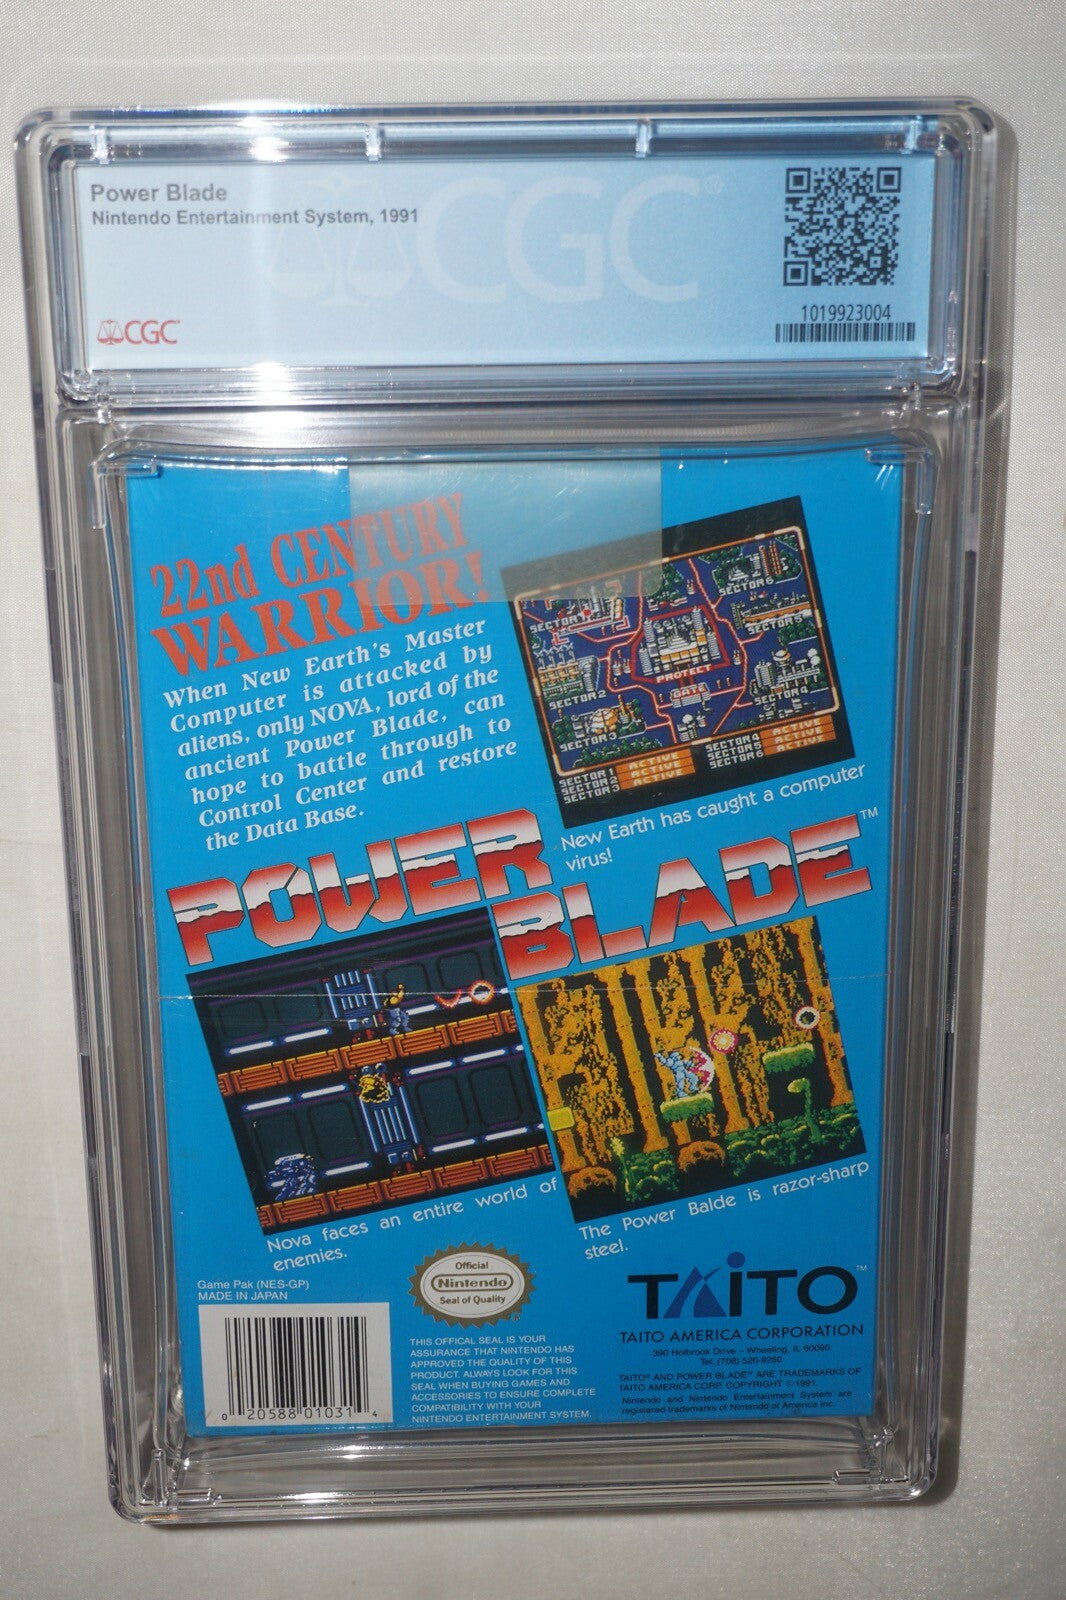 Power Blade
Nintendo Entertainment System, 1991
CGC®
CGC
1019923004
22nd CENTURY
WARRIOR!
When New Earth's Master
Computer is attacked by
aliens, only NOVA, lord of the
ancient Power Blade, can
hope to battle through to
Control Center and restore
the Data Base.
SECTOR 1
SECTOR 6
SECTOR 5
PROTECT
GATE
SECTOR 2
SECTOR 4
SECTOR 3
SECTOR 1 ACTIVE SECTOR 4 ACTIVE
SECTOR 2 ACTIVE SECTOR 5 ACTIVE
SECTOR 3 ACTIVE SECTOR 6 ACTIVE
New Earth has caught a computer
virus!
POWER
BLADE™
Nova faces an entire world of
enemies.
The Power Balde is razor-sharp
steel.
Game Pak (NES-GP)
MADE IN JAPAN
0 20588 01031 4
Official
Nintendo
Seal of Quality
®
THIS OFFICAL SEAL IS YOUR
ASSURANCE THAT NINTENDO HAS
APPROVED THE QUALITY OF THIS
PRODUCT. ALWAYS LOOK FOR THIS
SEAL WHEN BUYING GAMES AND
ACCESSORIES TO ENSURE COMPLETE
COMPATIBILITY WITH YOUR
NINTENDO ENTERTAINMENT SYSTEM.
TAITO™
TAITO AMERICA CORPORATION
390 Holbrook Drive – Wheeling, IL 60090
Tel: (708) 520-9280
TAITO® AND POWER BLADE™ ARE TRADEMARKS OF
TAITO AMERICA CORP. COPYRIGHT ©1991.
Nintendo and Nintendo Entertainment System are
registered trademarks of Nintendo of America Inc.